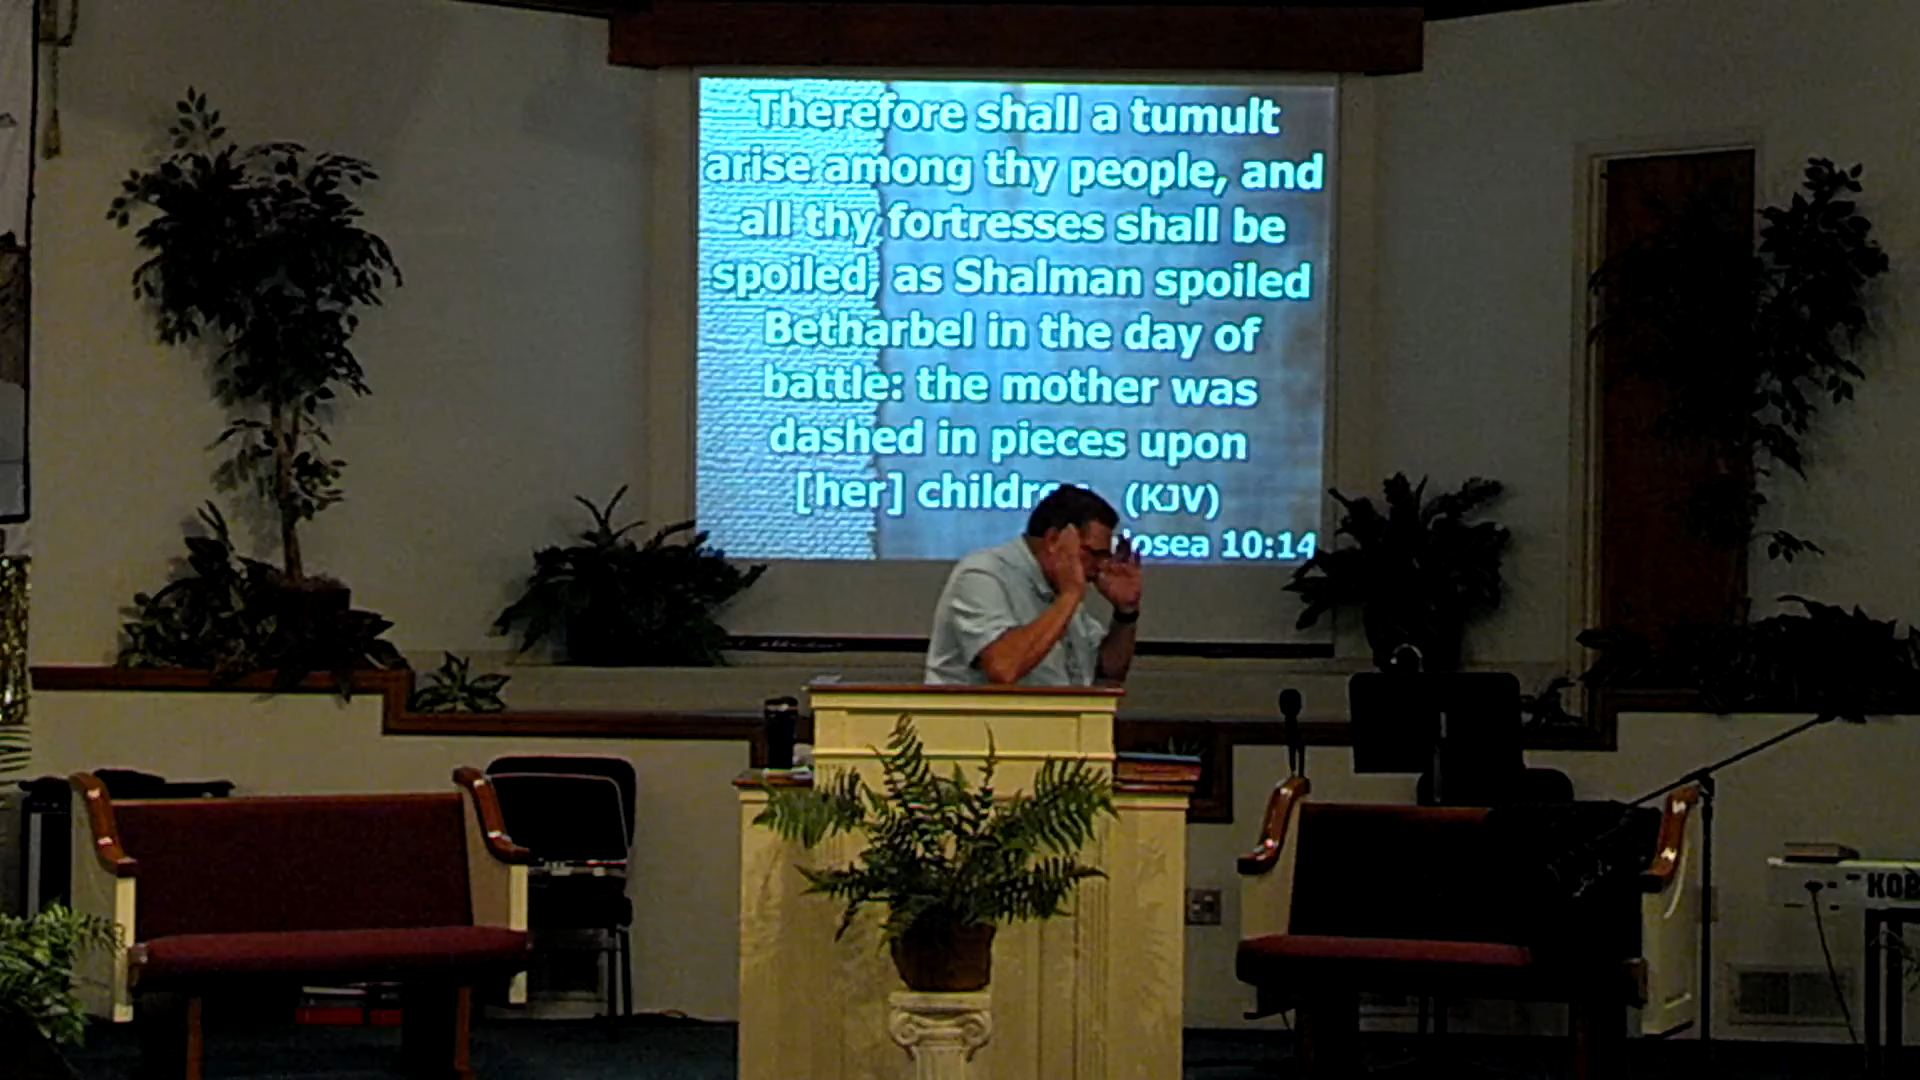 Therefore shall a tumult
arise among thy people, and
all thy fortresses shall be
spoiled, as Shalman spoiled
Betharbel in the day of
battle: the mother was
dashed in pieces upon
[her] (KJV)
10:14